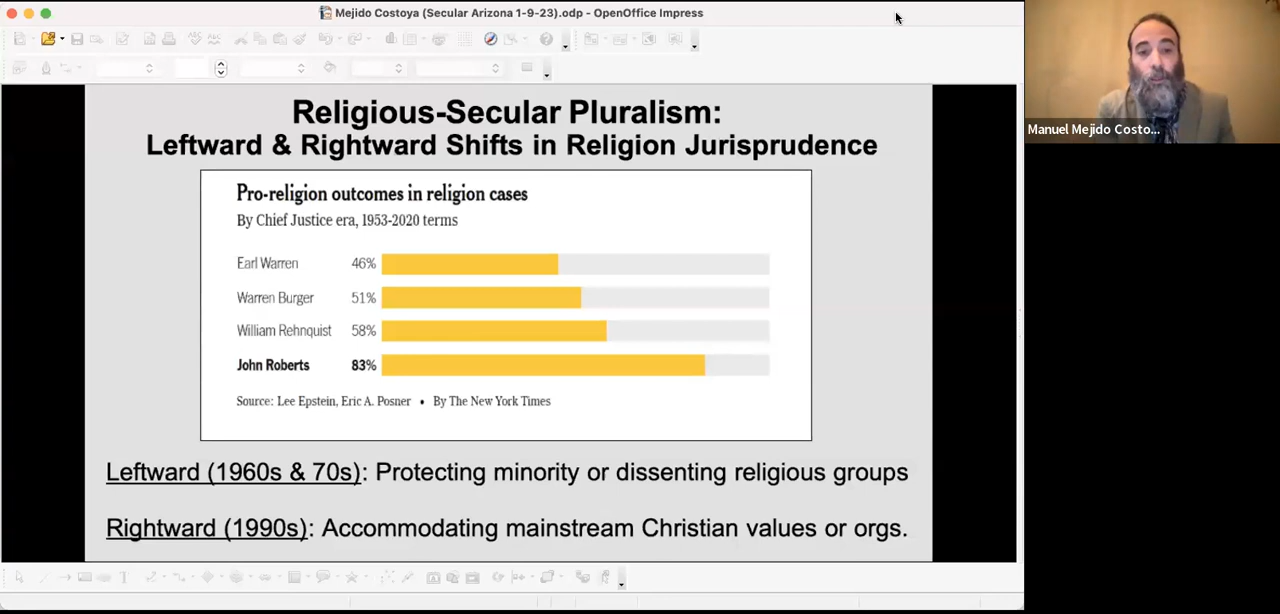 Mejido Costoya (Secular Arizona 1-9-23).odp - OpenOffice Impress
Manuel Mejido Costo...
Religious-Secular Pluralism:
Leftward & Rightward Shifts in Religion Jurisprudence
Pro-religion outcomes in religion cases
By Chief Justice era, 1953-2020 terms
Earl Warren 46%
Warren Burger 51%
William Rehnquist 58%
John Roberts 83%
Source: Lee Epstein, Eric A. Posner • By The New York Times
Leftward (1960s & 70s): Protecting minority or dissenting religious groups
Rightward (1990s): Accommodating mainstream Christian values or orgs.